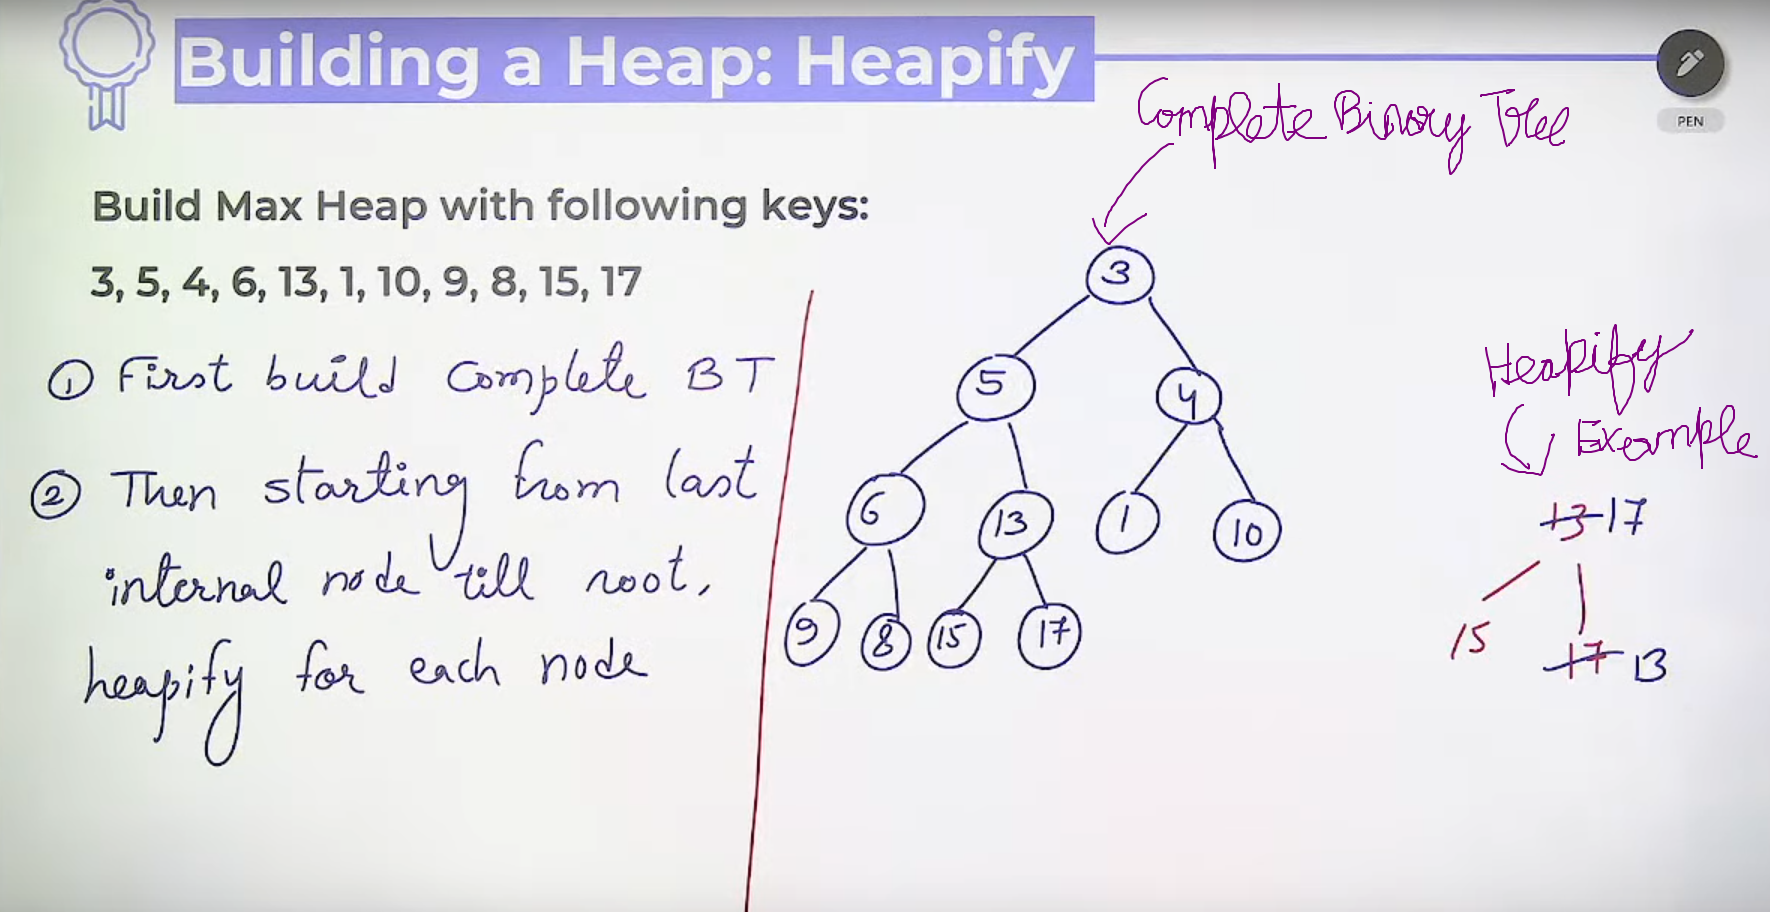 Building a Heap: Heapify
PEN
Complete Binary Tree
Build Max Heap with following keys:
3, 5, 4, 6, 13, 1, 10, 9, 8, 15, 17
① First build Complete BT
② Then starting from last
internal node till root,
heapify for each node
3
5 4
6 13 1 10
9 8 15 17
Heapify
Example
13 17
15
17 13